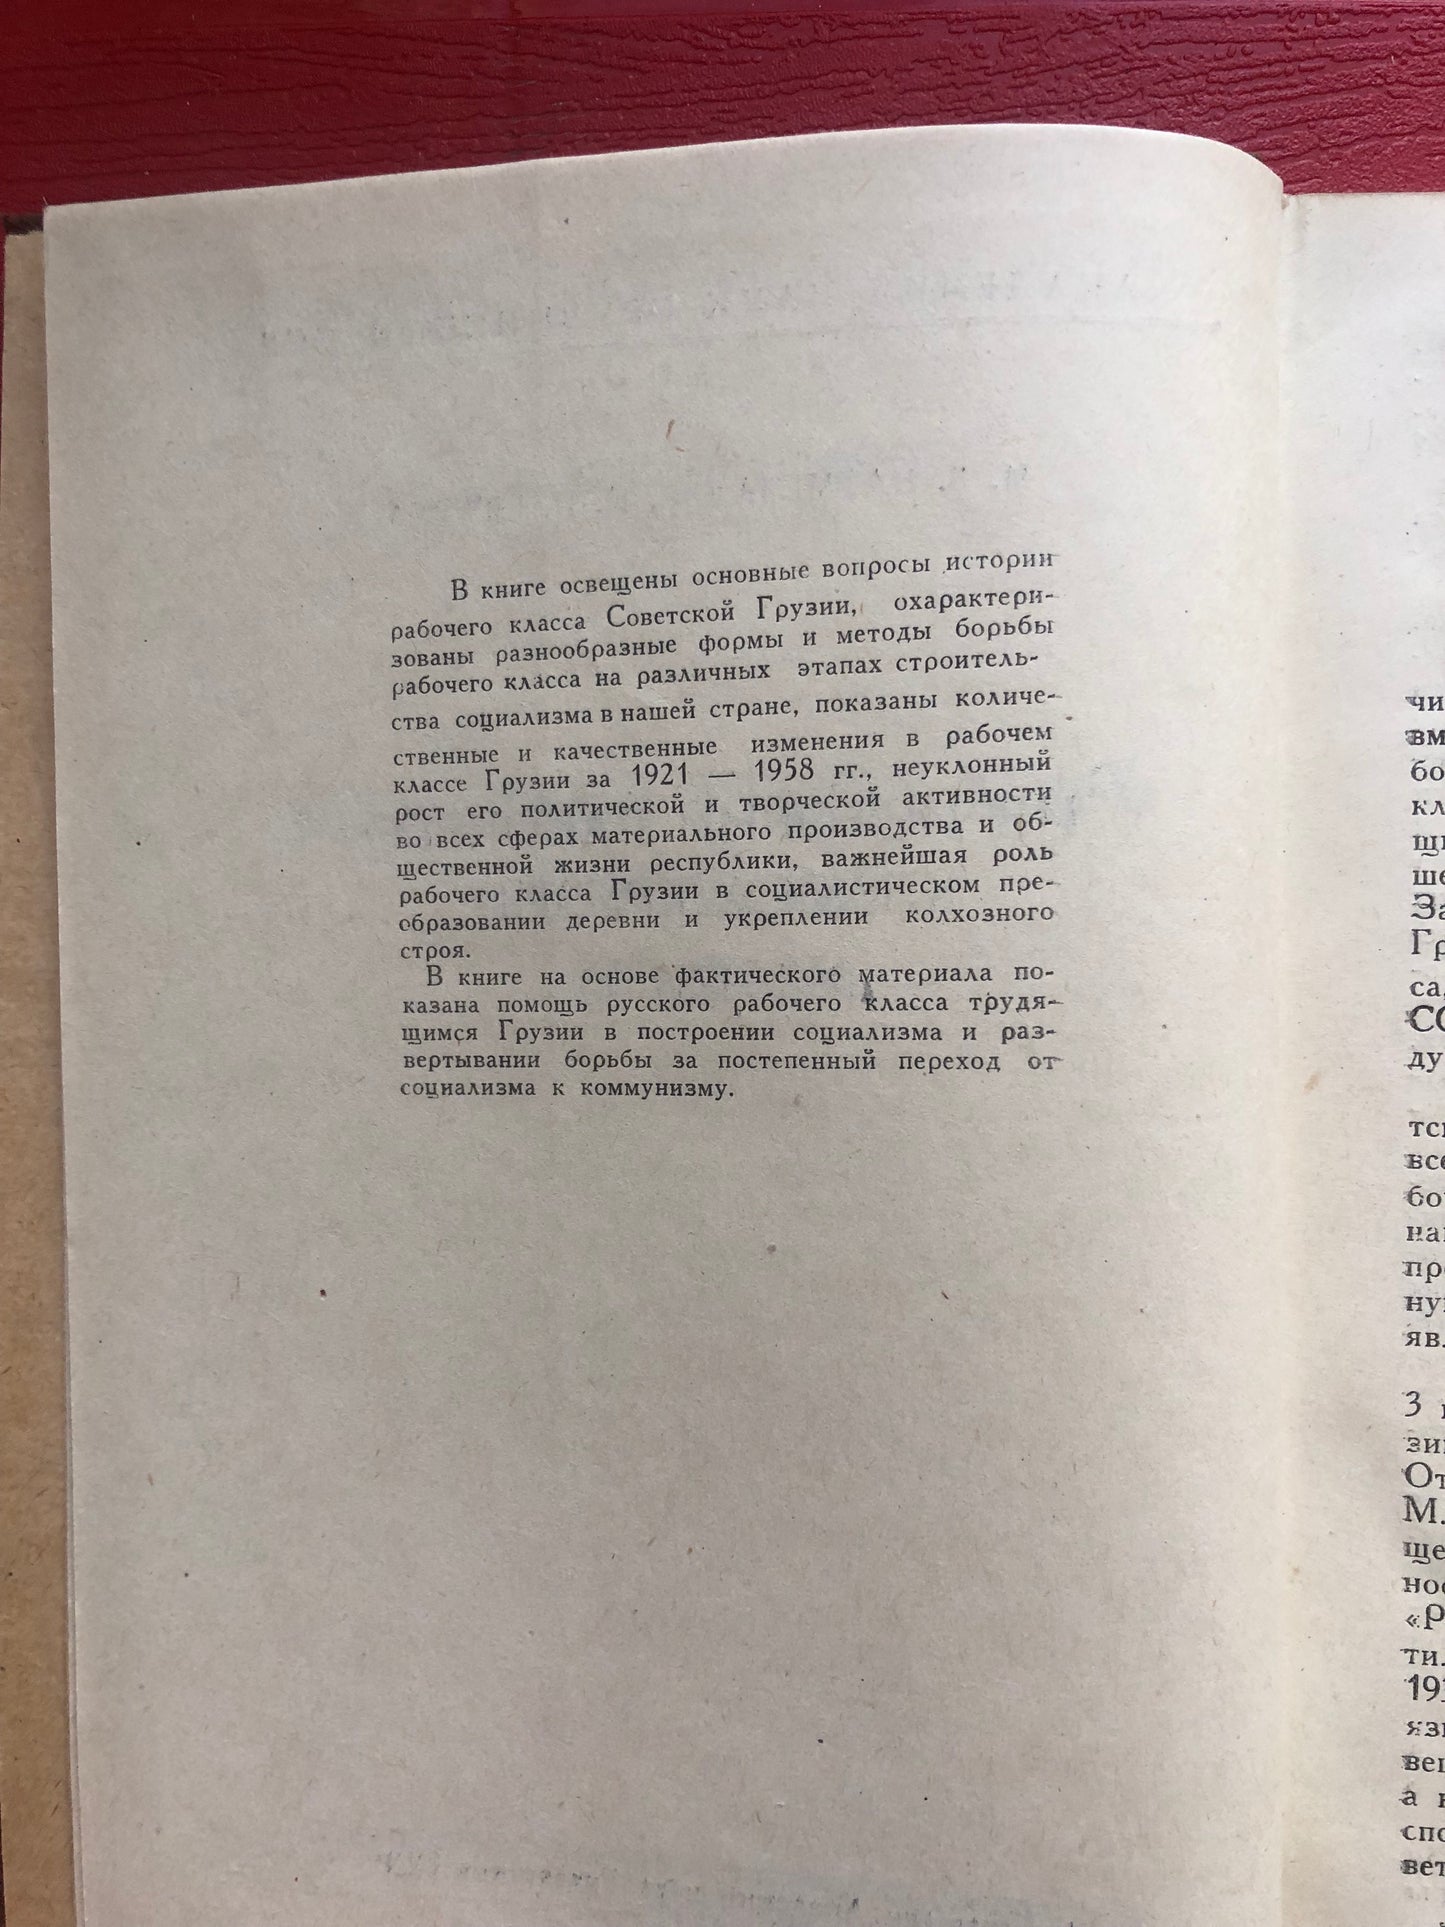 В книге освещены основные вопросы истории
рабочего класса Советской Грузии, охарактери-
зованы разнообразные формы и методы борьбы
рабочего класса на различных этапах строитель-
ства социализма в нашей стране, показаны количе-
ственные и качественные изменения в рабочем
классе Грузии за 1921 — 1958 гг., неуклонный
рост его политической и творческой активности
во всех сферах материального производства и об-
щественной жизни республики, важнейшая роль
рабочего класса Грузии в социалистическом пре-
образовании деревни и укреплении колхозного
строя.
В книге на основе фактического материала по-
казана помощь русского рабочего класса трудя-
щимся Грузии в построении социализма и раз-
вертывании борьбы за постепенный переход от
социализма к коммунизму.